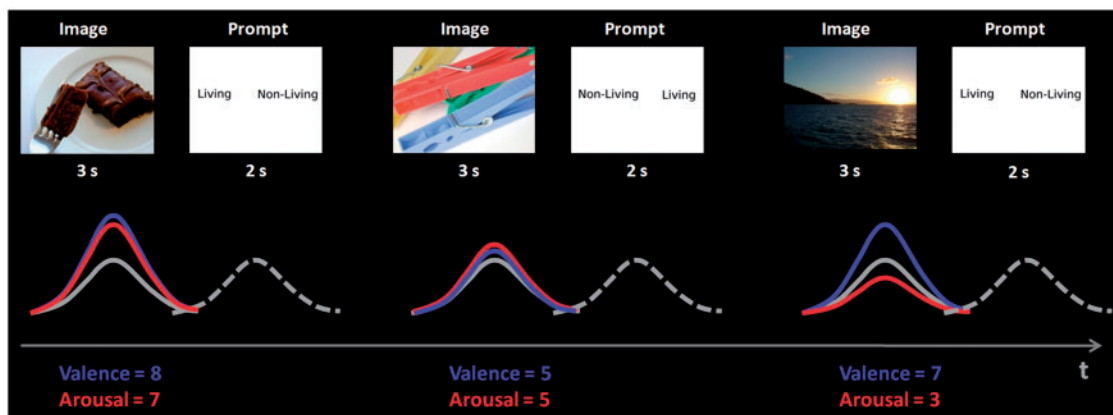 Image Prompt Image Prompt Image Prompt
Living Non-Living Non-Living Living Living Non-Living
3 s 2 s 3 s 2 s 3 s 2 s
t
Valence = 8 Valence = 5 Valence = 7
Arousal = 7 Arousal = 5 Arousal = 3